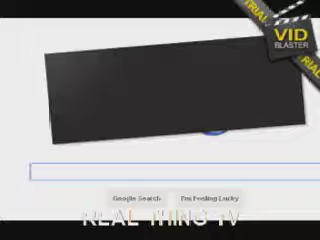 TRIAL
VID
BLASTER
TRIAL
Google Search I'm Feeling Lucky
REAL THING TV